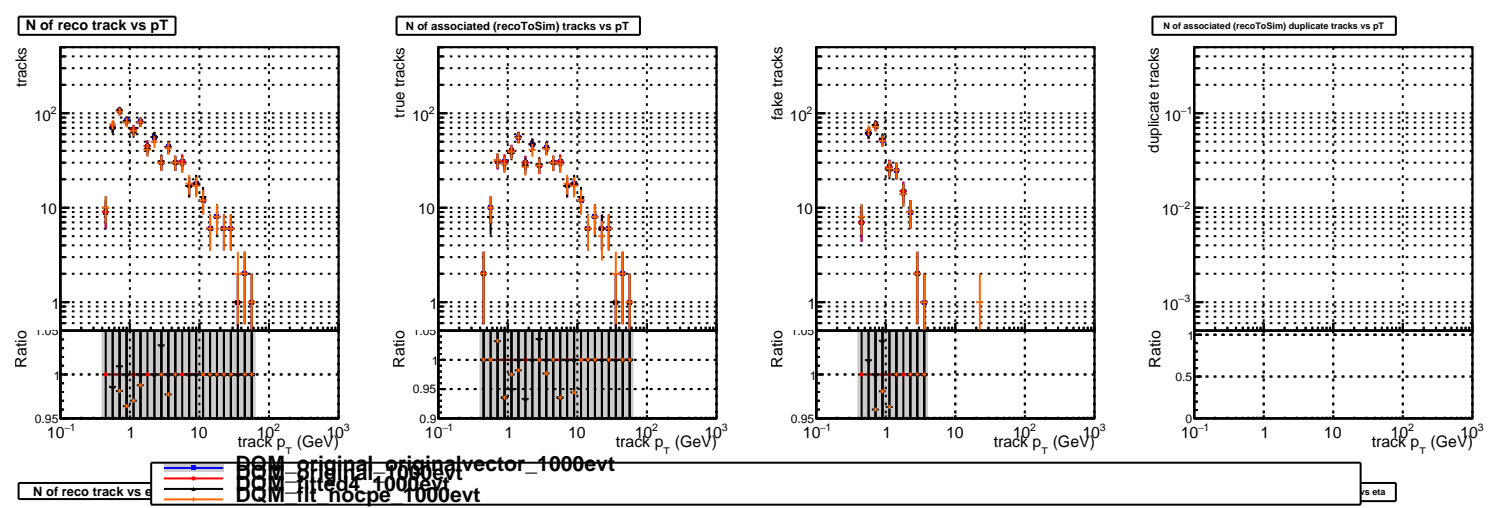 N of reco track vs pT
N of associated (recoToSim) tracks vs pT
N of associated (recoToSim) duplicate tracks vs pT
tracks
10²
10
1
Ratio
1.05
1
0.95
10⁻¹ 1 10 10² 10³
track p_T (GeV)
true tracks
10²
10
1
Ratio
1.05
1
0.95
0.9
10⁻¹ 1 10 10² 10³
track p_T (GeV)
fake tracks
10²
10
1
Ratio
1.05
1
0.95
10⁻¹ 1 10 10² 10³
track p_T (GeV)
duplicate tracks
10⁻¹
10⁻²
10⁻³
Ratio
1
0.5
0
10⁻¹ 1 10 10² 10³
track p_T (GeV)
DQM_original_originalvector_1000evt
DQM_original_1000evt
DQM_fitted4_1000evt
DQM_fit_nocpe_1000evt
N of reco track vs e
vs eta